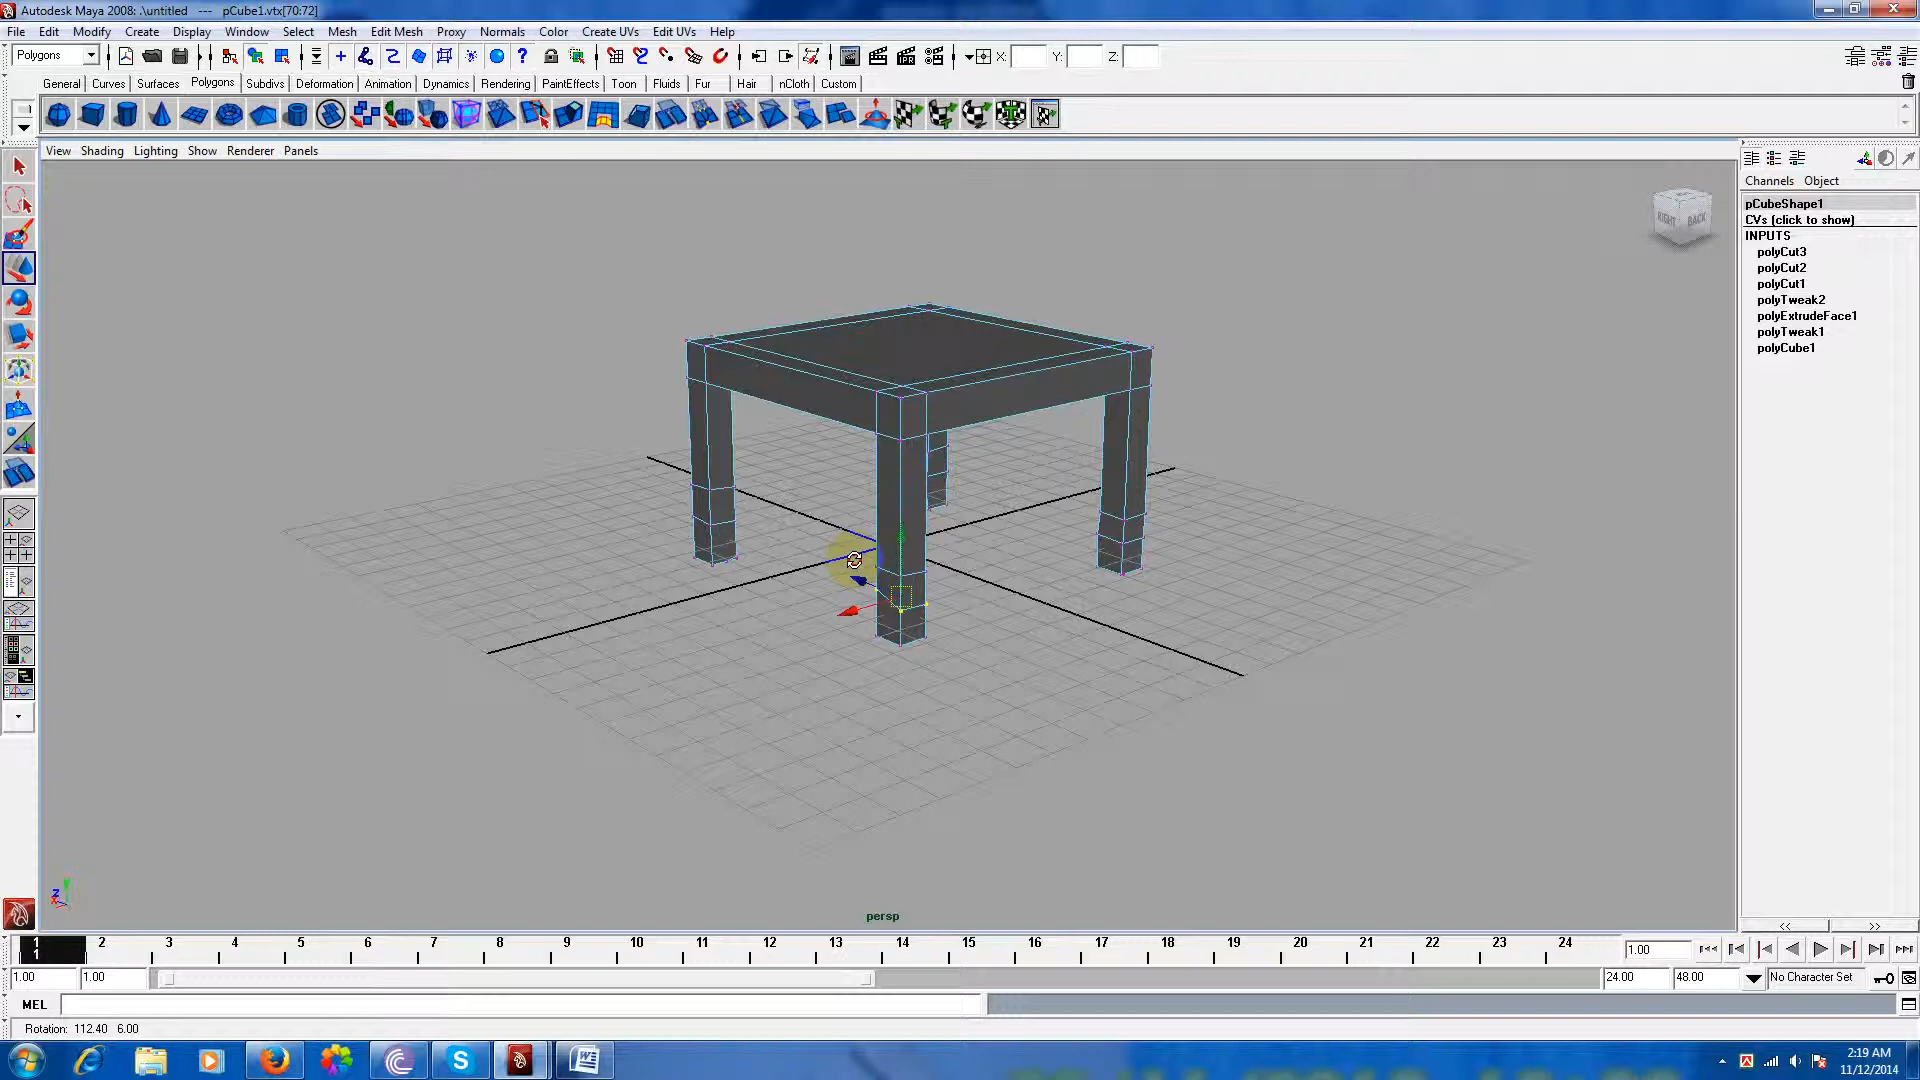 Autodesk Maya 2008: .\untitled --- pCube1.vtx[70:72]
File Edit Modify Create Display Window Select Mesh Edit Mesh Proxy Normals Color Create UVs Edit UVs Help
Polygons X: Y: Z:
General Curves Surfaces Polygons Subdivs Deformation Animation Dynamics Rendering PaintEffects Toon Fluids Fur Hair nCloth Custom
View Shading Lighting Show Renderer Panels
Channels Object
pCubeShape1
CVs (click to show)
INPUTS
polyCut3
polyCut2
polyCut1
polyTweak2
polyExtrudeFace1
polyTweak1
polyCube1
RIGHT BACK
persp
1 2 3 4 5 6 7 8 9 10 11 12 13 14 15 16 17 18 19 20 21 22 23 24 1.00
1
1.00 1.00 24.00 48.00 No Character Set
MEL
Rotation: 112.40 6.00
2:19 AM
11/12/2014